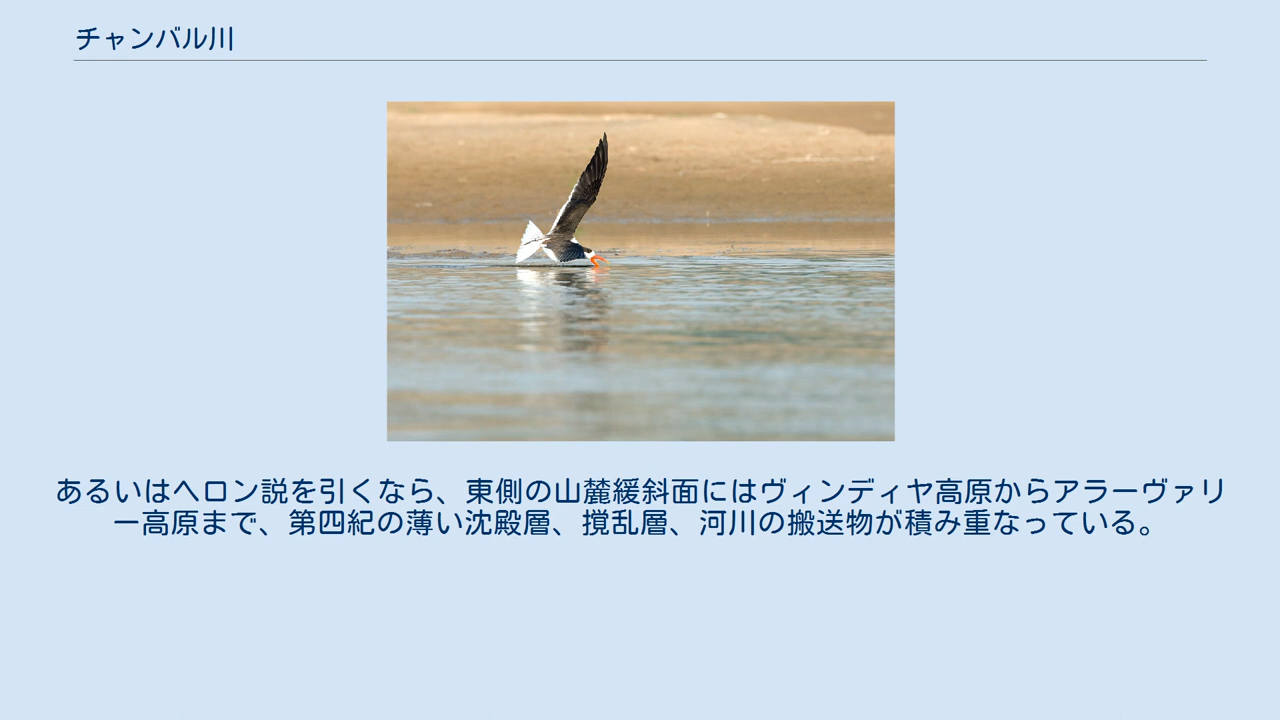 チャンバル川
あるいはヘロン説を引くなら、東側の山麓緩斜面にはヴィンディヤ高原からアラーヴァリ
ー高原まで、第四紀の薄い沈殿層、撹乱層、河川の搬送物が積み重なっている。